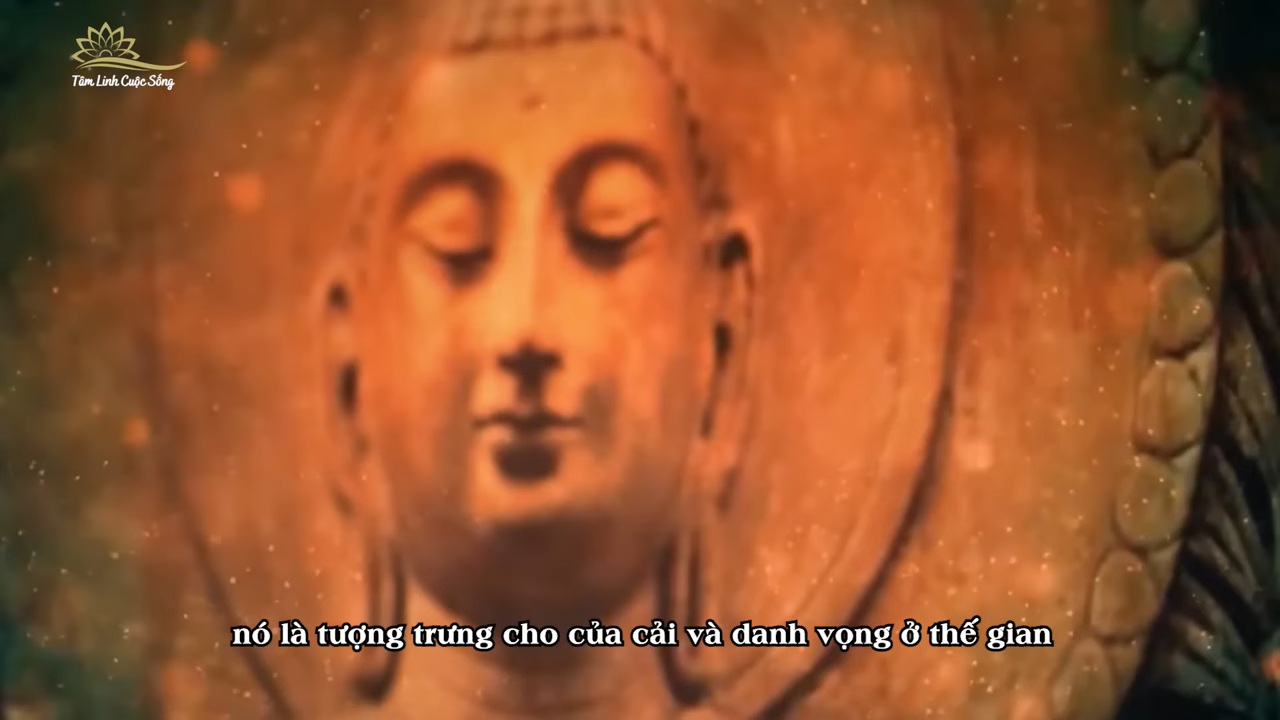 Tâm Linh Cuộc Sống
nó là tượng trưng cho của cải và danh vọng ở thế gian